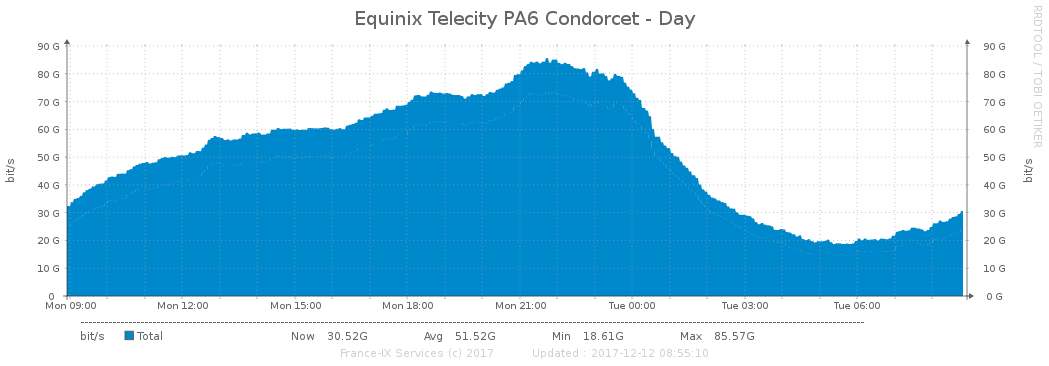 Equinix Telecity PA6 Condorcet - Day
RRDTOOL / TOBI OETIKER
90 G 90 G
80 G 80 G
70 G 70 G
60 G 60 G
50 G 50 G
40 G 40 G
30 G 30 G
20 G 20 G
10 G 10 G
0 0 G
bit/s
bit/s
Mon 09:00 Mon 12:00 Mon 15:00 Mon 18:00 Mon 21:00 Tue 00:00 Tue 03:00 Tue 06:00
bit/s Total Now 30.52G Avg 51.52G Min 18.61G Max 85.57G
France-IX Services (c) 2017 Updated : 2017-12-12 08:55:10